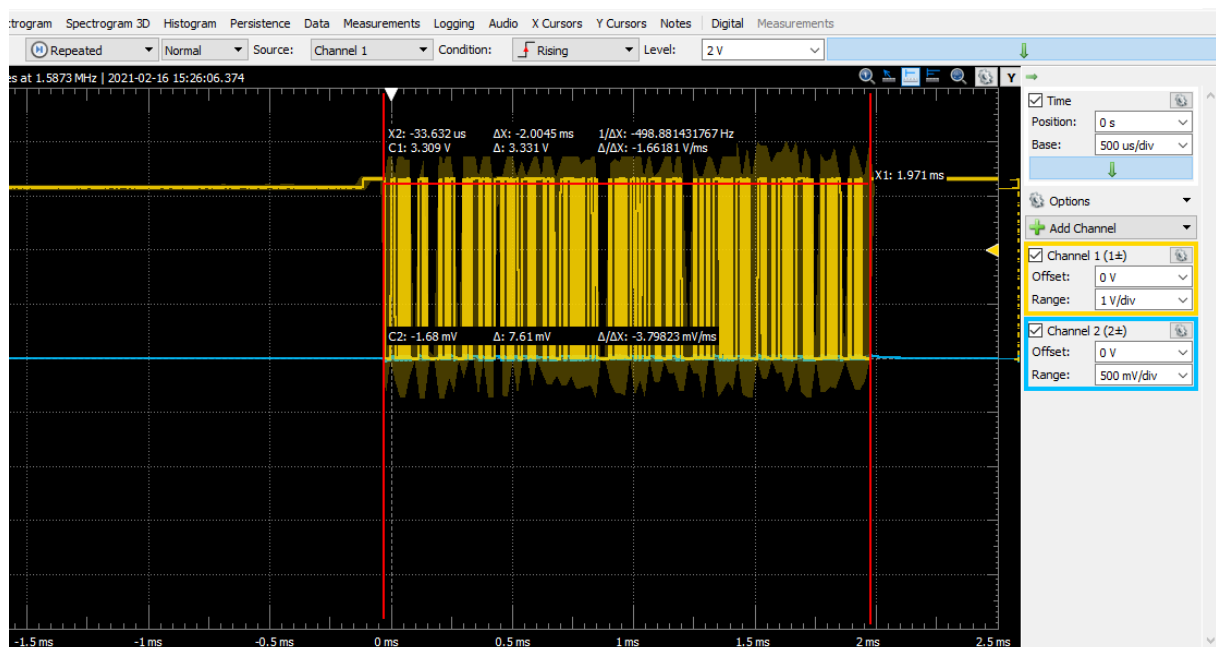 trogram Spectrogram 3D Histogram Persistence Data Measurements Logging Audio X Cursors Y Cursors Notes Digital Measurements
Repeated Normal Source: Channel 1 Condition: Rising Level: 2 V
es at 1.5873 MHz | 2021-02-16 15:26:06.374 Y
Time
Position: 0 s
Base: 500 us/div
Options
Add Channel
Channel 1 (1±)
Offset: 0 V
Range: 1 V/div
Channel 2 (2±)
Offset: 0 V
Range: 500 mV/div
X2: -33.632 us ΔX: -2.0045 ms 1/ΔX: -498.881431767 Hz
C1: 3.309 V Δ: 3.331 V Δ/ΔX: -1.66181 V/ms
X1: 1.971 ms
C2: -1.68 mV Δ: 7.61 mV Δ/ΔX: -3.79823 mV/ms
-1.5 ms -1 ms -0.5 ms 0 ms 0.5 ms 1 ms 1.5 ms 2 ms 2.5 ms